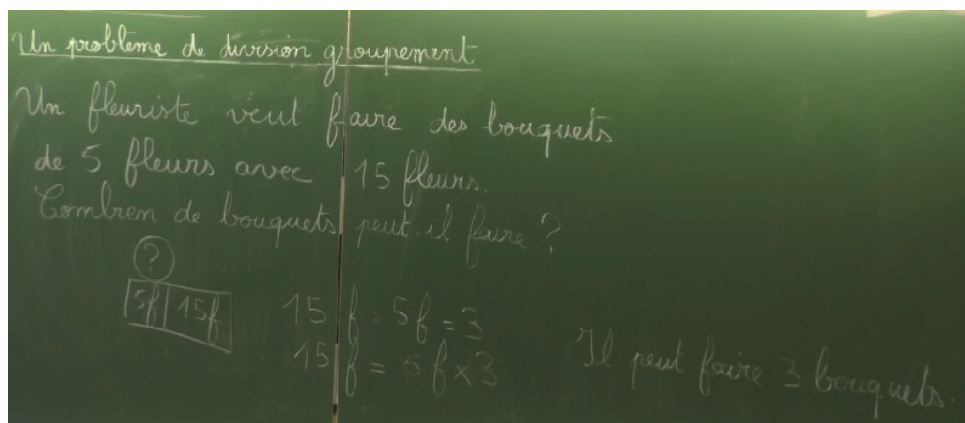 Un problème de division groupement
Un fleuriste veut faire des bouquets
de 5 fleurs avec 15 fleurs.
Combien de bouquets peut-il faire ?
?
5f 15f
15 f : 5f = 3
15 f = 5 f x 3
Il peut faire 3 bouquets.